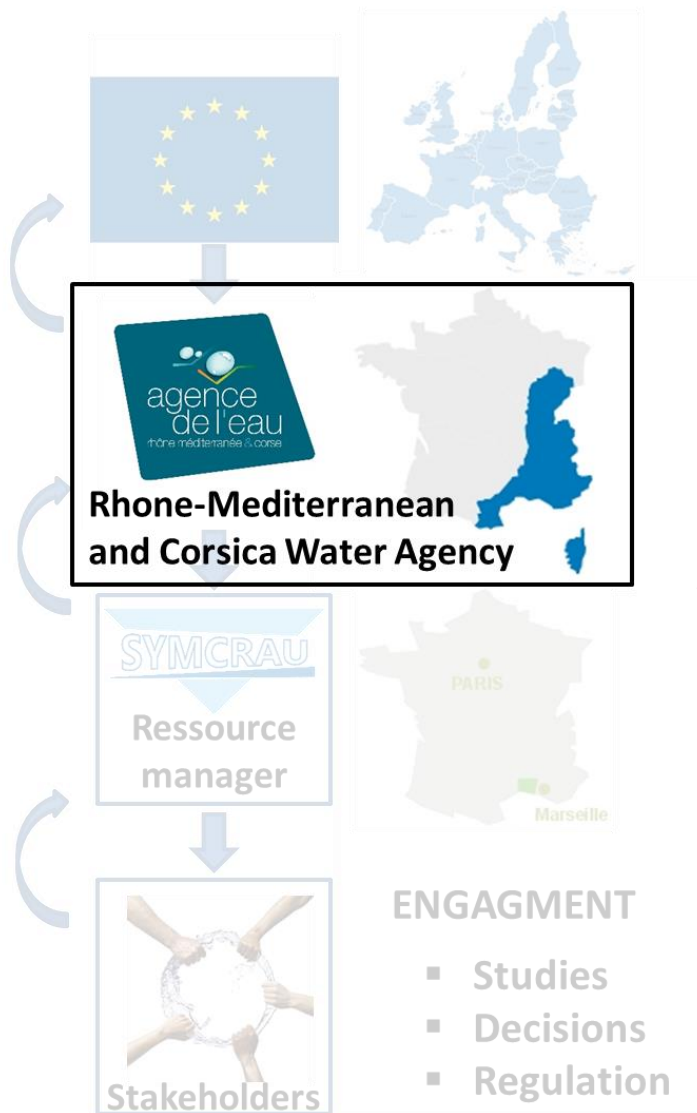 agence
de l'eau
rhône méditerranée & corse
Rhone-Mediterranean
and Corsica Water Agency
SYMCRAU
Ressource
manager
PARIS
Marseille
Stakeholders
ENGAGMENT
▪ Studies
▪ Decisions
▪ Regulation